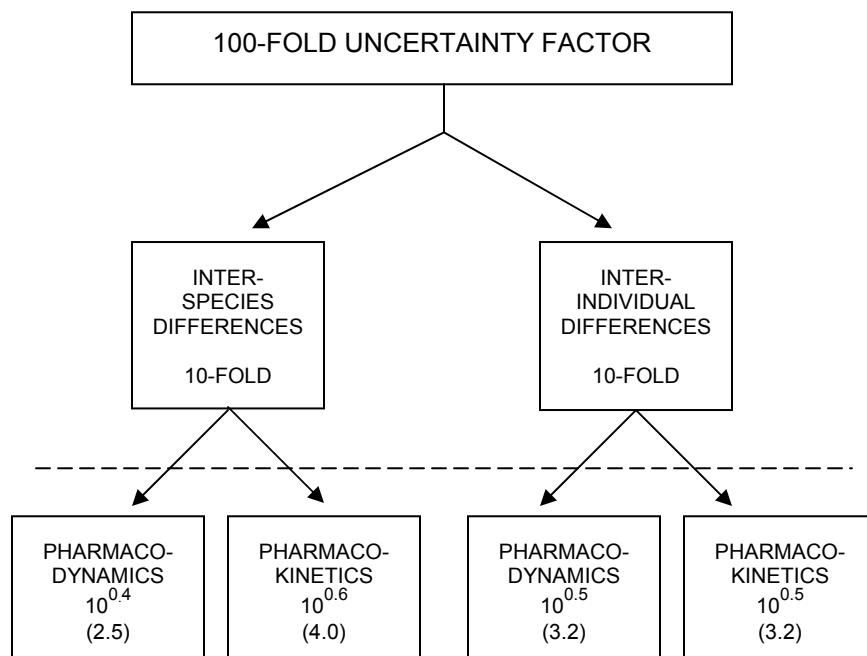 100-FOLD UNCERTAINTY FACTOR
INTER-
SPECIES
DIFFERENCES
10-FOLD
INTER-
INDIVIDUAL
DIFFERENCES
10-FOLD
PHARMACO-
DYNAMICS
10^0.4
(2.5)
PHARMACO-
KINETICS
10^0.6
(4.0)
PHARMACO-
DYNAMICS
10^0.5
(3.2)
PHARMACO-
KINETICS
10^0.5
(3.2)